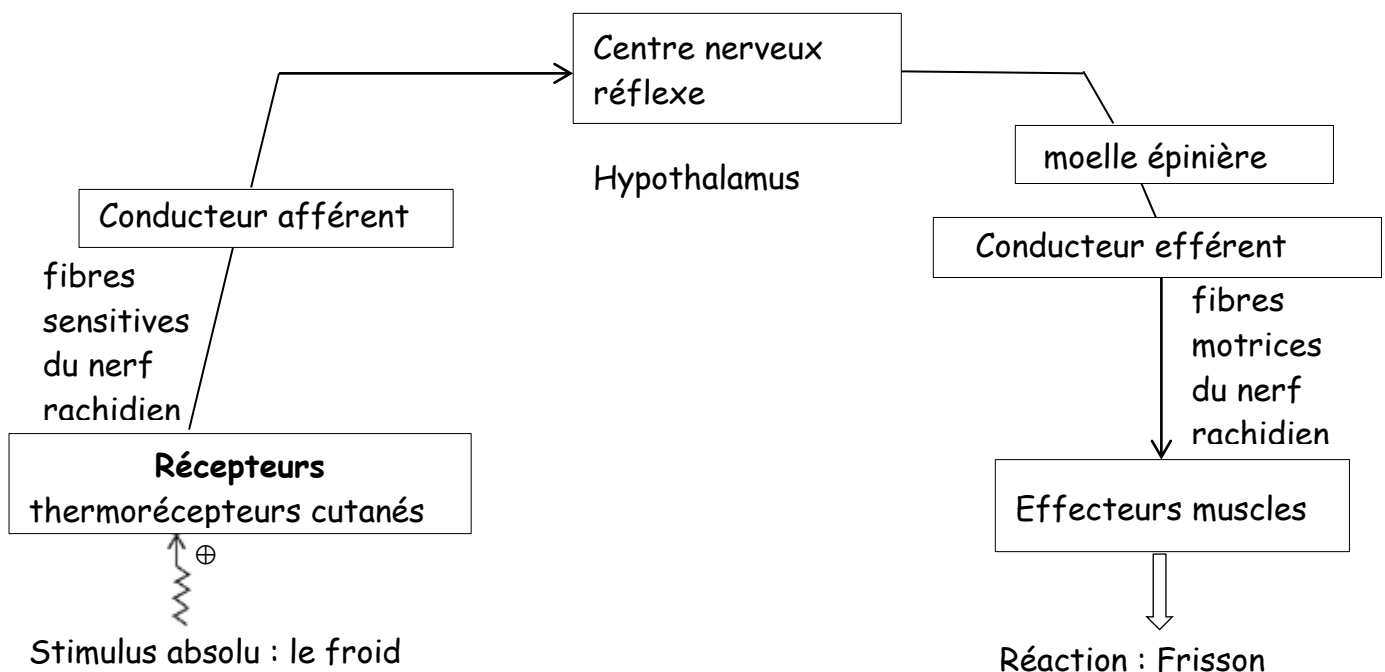 Centre nerveux
réflexe
Hypothalamus
moelle épinière
Conducteur afférent
Conducteur efférent
fibres
sensitives
du nerf
rachidien
fibres
motrices
du nerf
rachidien
Récepteurs
thermorécepteurs cutanés
Effecteurs muscles
⊕
Stimulus absolu : le froid
Réaction : Frisson